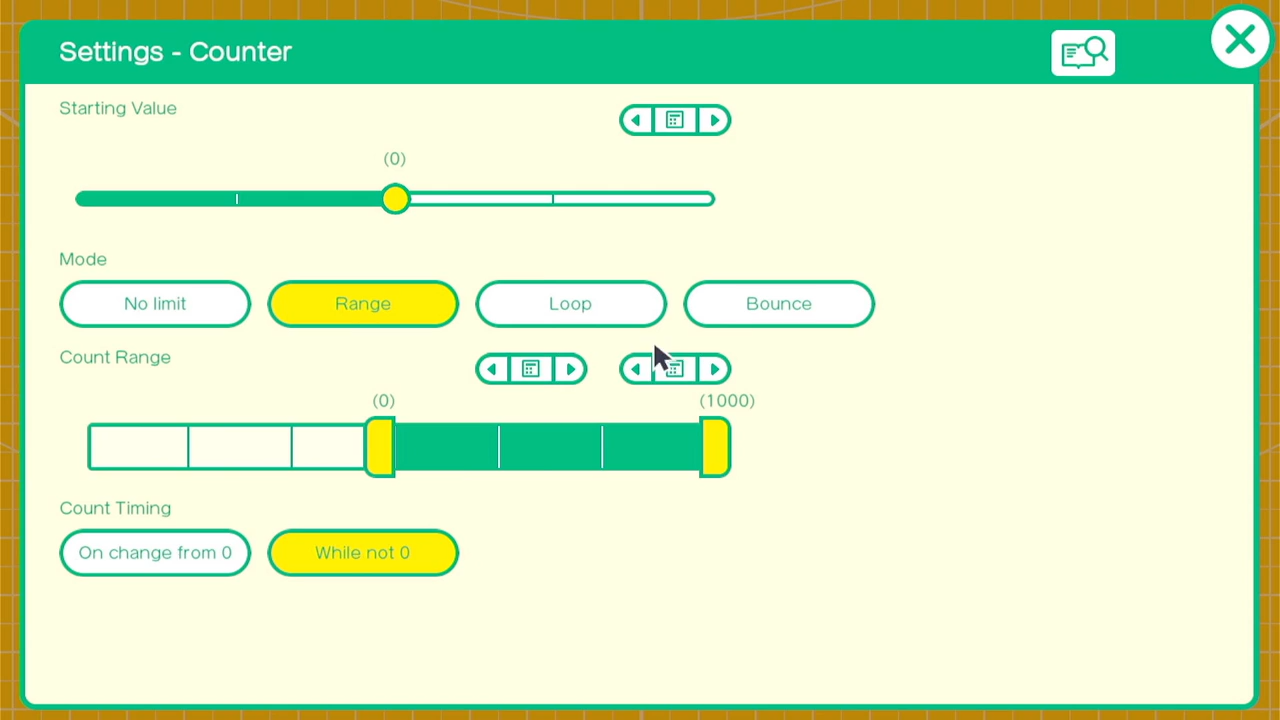 Settings - Counter
Starting Value
(0)
Mode
No limit Range Loop Bounce
Count Range
(0) (1000)
Count Timing
On change from 0 While not 0